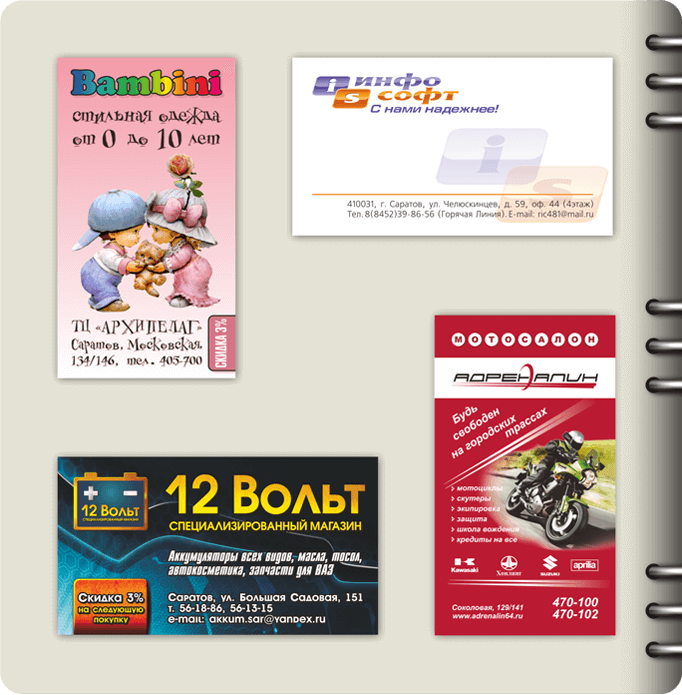 Bambini
стильная одежда
от 0 до 10 лет
ТЦ «АРХИПЕЛАГ»
Саратов, Московская,
134/146, тел. 405-700
СКИДКА 3%
is инфо
софт
С нами надежнее!
is
410031, г. Саратов, ул. Челюскинцев, д. 59, оф. 44 (4этаж)
Тел. 8(8452)39-86-56 (Горячая Линия). E-mail: ric481@mail.ru
МОТОСАЛОН
АДРЕНАЛИН
Будь
свободен
на городских
трассах
› мотоциклы
› скутеры
› экипировка
› защита
› школа вождения
› кредиты на все
Kawasaki
Хорс
SUZUKI
aprilia
Соколовая, 129/141
www.adrenalin64.ru
470-100
470-102
12 Вольт
специализированный магазин
12 Вольт
специализированный магазин
Аккумуляторы всех видов, масла, тосол,
автокосметика, запчасти для ВАЗ
Скидка 3%
на следующую
покупку
Саратов, ул. Большая Садовая, 151
т. 56-18-86, 56-13-15
e-mail: akkum.sar@yandex.ru